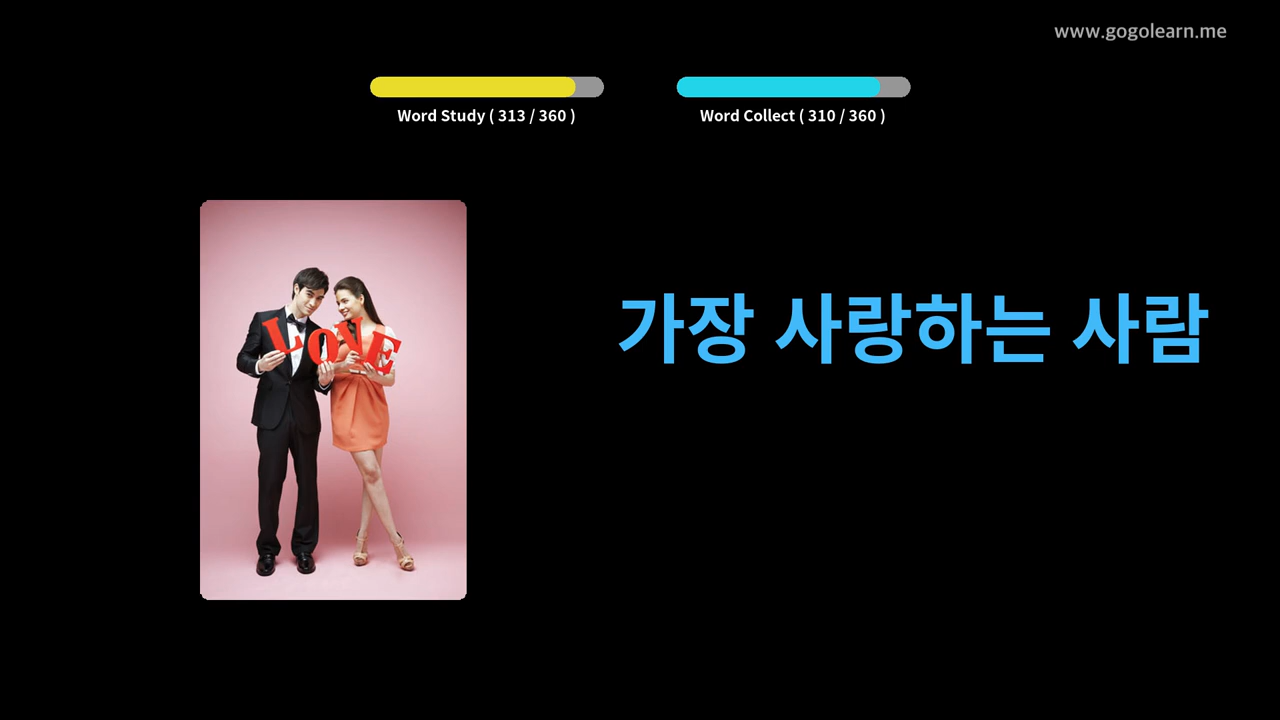 www.gogolearn.me
Word Study ( 313 / 360 )
Word Collect ( 310 / 360 )
LOVE
가장 사랑하는 사람